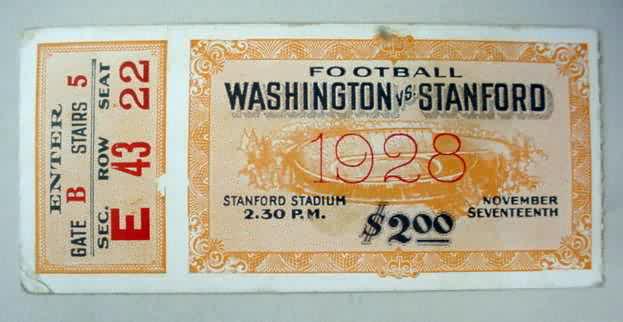 ENTER
GATE B STAIRS 5
SEC. ROW SEAT
E 43 22
FOOTBALL
WASHINGTON vs. STANFORD
1928
STANFORD STADIUM
2.30 P.M.
NOVEMBER
SEVENTEENTH
$2.00